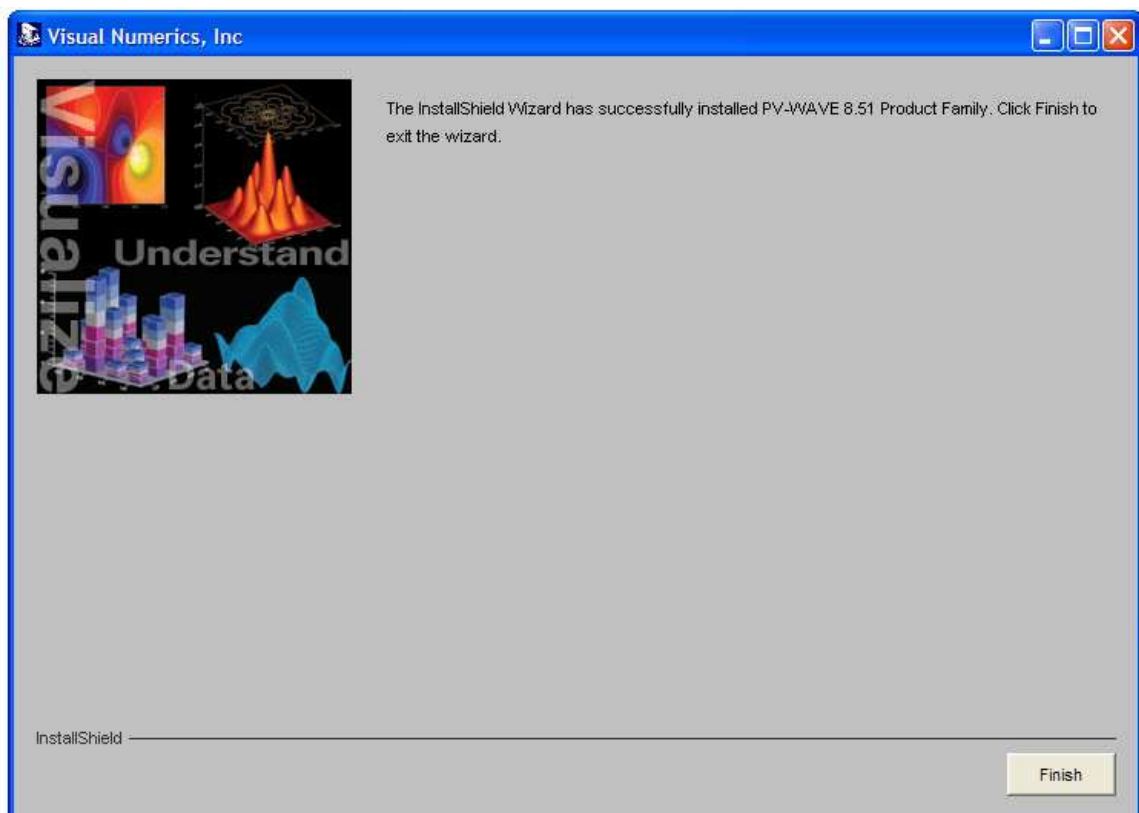 Visual Numerics, Inc
Visualize
Understand
Data
The InstallShield Wizard has successfully installed PV-WAVE 8.51 Product Family. Click Finish to
exit the wizard.
InstallShield
Finish